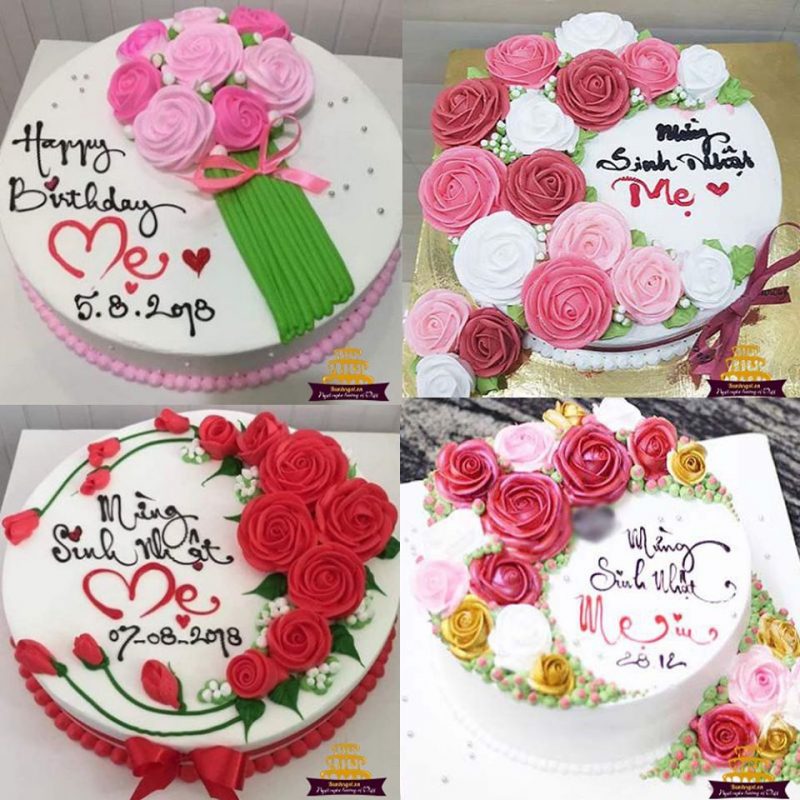 Happy
Birthday
Mẹ
5.8.2018
Mừng
Sinh Nhật
Mẹ
Mừng
Sinh Nhật
Mẹ
07-08-2018
Mừng
Sinh Nhật
Mẹ iu
28.12